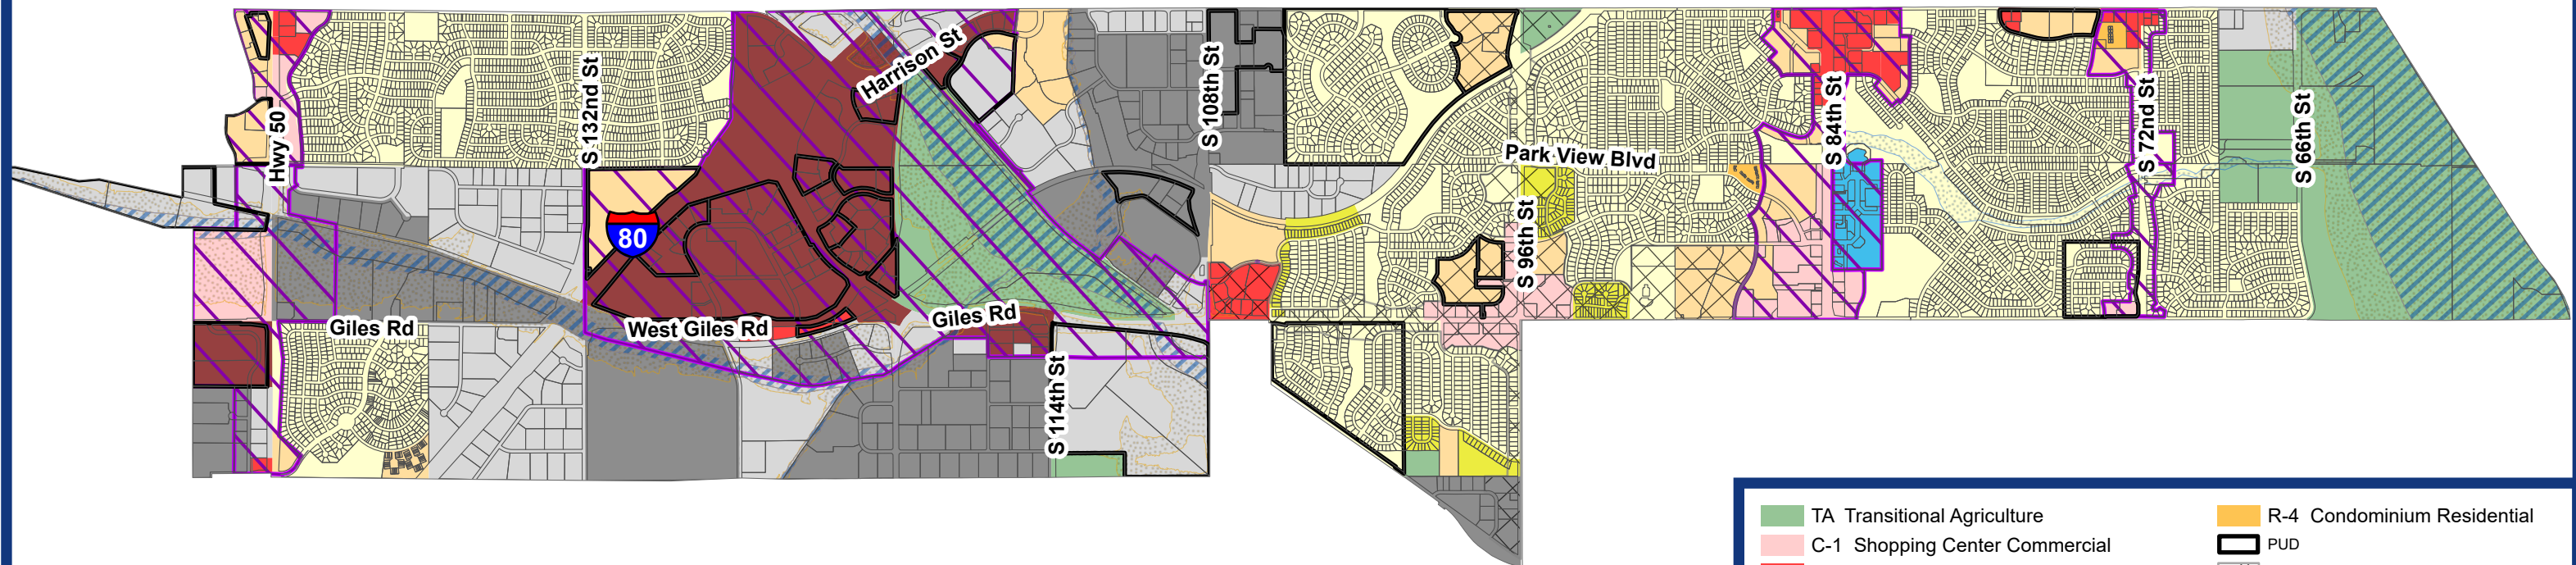 Harrison St
S 108th St
S 132nd St
Hwy 50
Park View Blvd
S 84th St
S 72nd St
S 66th St
80
S 96th St
Giles Rd
West Giles Rd
Giles Rd
S 114th St
TA Transitional Agriculture
R-4 Condominium Residential
C-1 Shopping Center Commercial
PUD